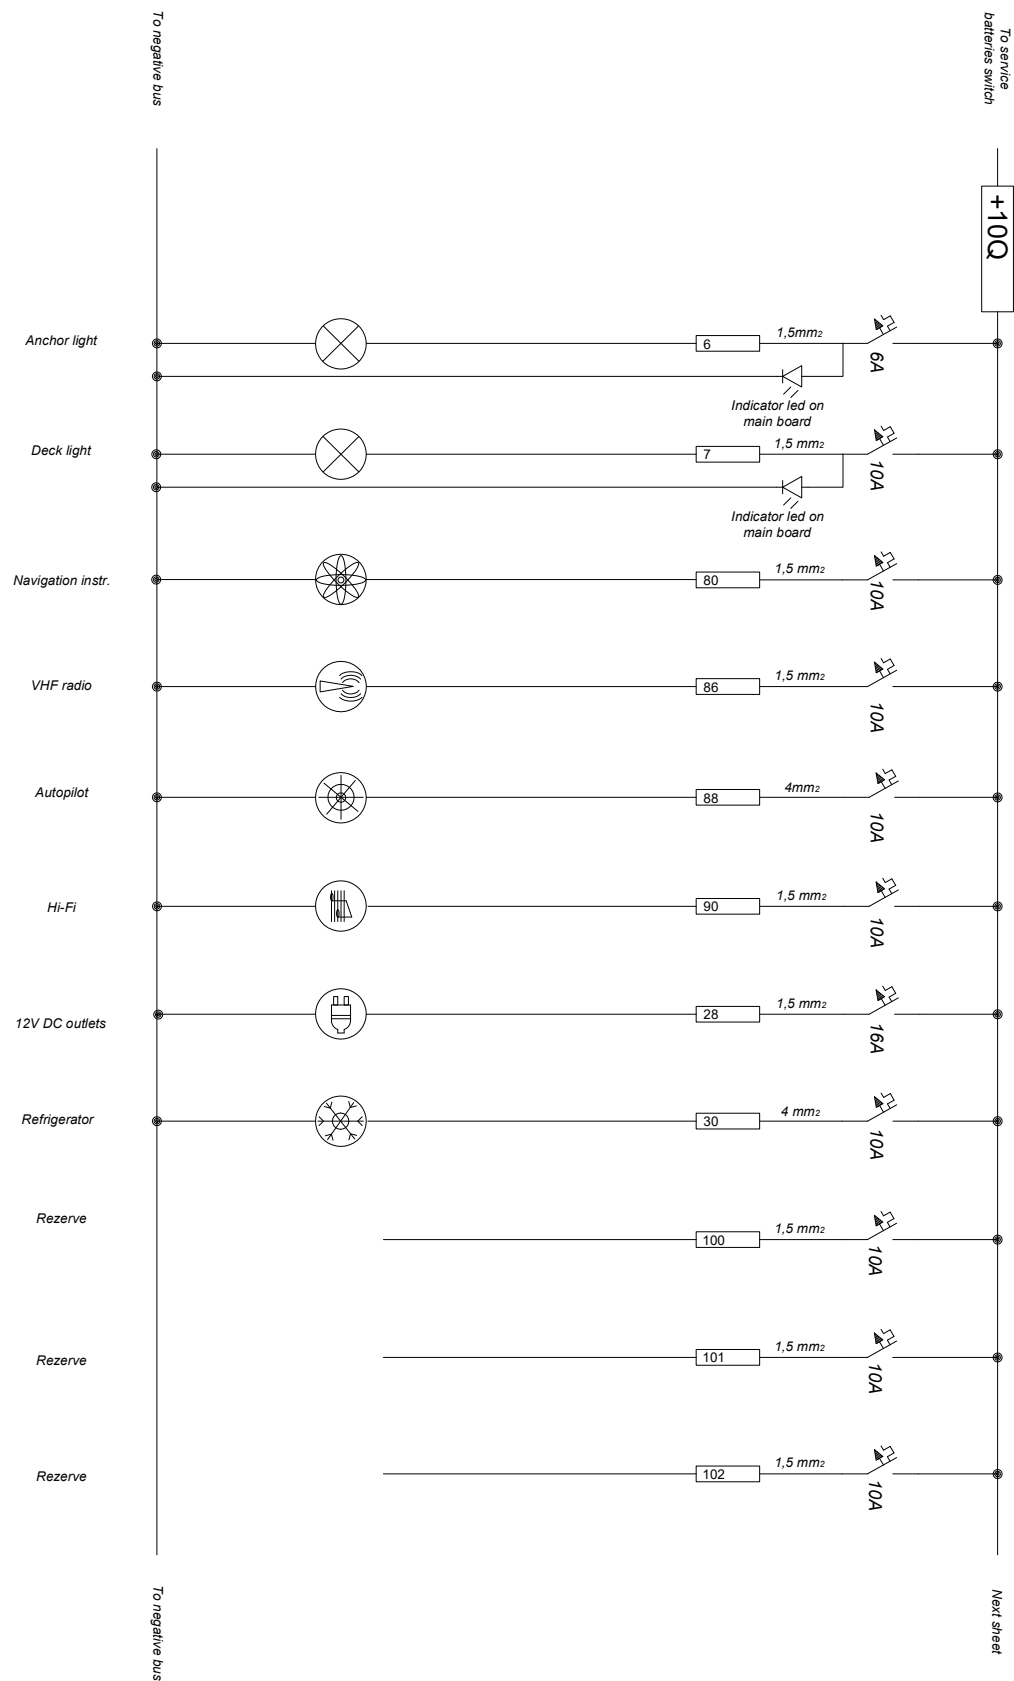 To negative bus
To service
batteries switch
+10Q
Anchor light
6
1,5mm2
6A
Indicator led on
main board
Deck light
7
1,5 mm2
10A
Indicator led on
main board
Navigation instr.
80
1,5 mm2
10A
VHF radio
86
1,5 mm2
10A
Autopilot
88
4mm2
10A
Hi-Fi
90
1,5 mm2
10A
12V DC outlets
28
1,5 mm2
16A
Refrigerator
30
4 mm2
10A
Rezerve
100
1,5 mm2
10A
Rezerve
101
1,5 mm2
10A
Rezerve
102
1,5 mm2
10A
To negative bus
Next sheet